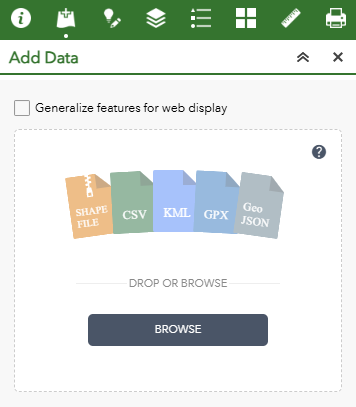 Add Data
Generalize features for web display
SHAPE
FILE
CSV
KML
GPX
Geo
JSON
DROP OR BROWSE
BROWSE